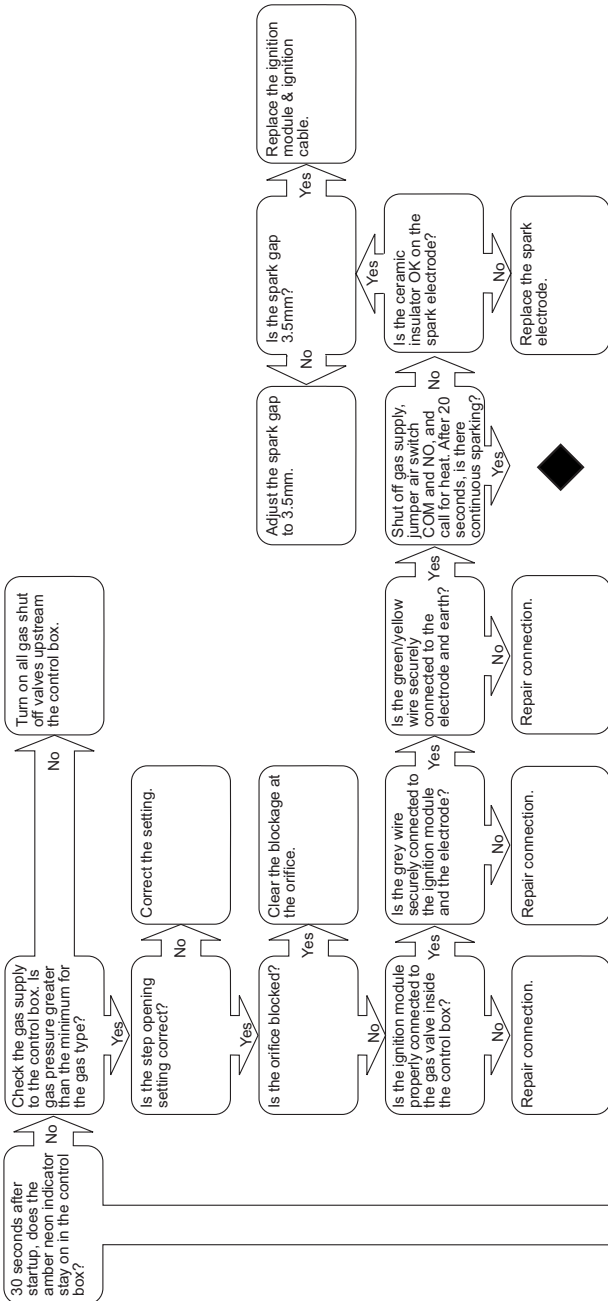 30 seconds after
startup, does the
amber neon indicator
stay on in the control
box?
No
Check the gas supply
to the control box. Is
gas pressure greater
than the minimum for
the gas type?
No
Turn on all gas shut
off valves upstream
the control box.
Yes
Is the step opening
setting correct?
No
Correct the setting.
Yes
Is the orifice blocked?
Yes
Clear the blockage at
the orifice.
No
Is the ignition module
properly connected to
the gas valve inside
the control box?
No
Repair connection.
Yes
Is the grey wire
securely connected to
the ignition module
and the electrode?
No
Repair connection.
Yes
Is the green/yellow
wire securely
connected to the
electrode and earth?
No
Repair connection.
Yes
Shut off gas supply,
jumper air switch
COM and NO, and
call for heat. After 20
seconds, is there
continuous sparking?
Yes
No
Is the ceramic
insulator OK on the
spark electrode?
No
Replace the spark
electrode.
Yes
Is the spark gap
3.5mm?
No
Adjust the spark gap
to 3.5mm.
Yes
Replace the ignition
module & ignition
cable.